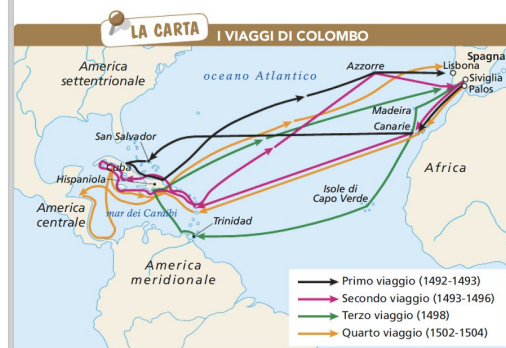 LA CARTA
I VIAGGI DI COLOMBO
America
settentrionale
oceano Atlantico
Azzorre
Lisbona
Spagna
Siviglia
Palos
Madeira
Canarie
San Salvador
Cuba
Hispaniola
America
centrale
mar dei Caraibi
Trinidad
Isole di
Capo Verde
Africa
America
meridionale
Primo viaggio (1492-1493)
Secondo viaggio (1493-1496)
Terzo viaggio (1498)
Quarto viaggio (1502-1504)